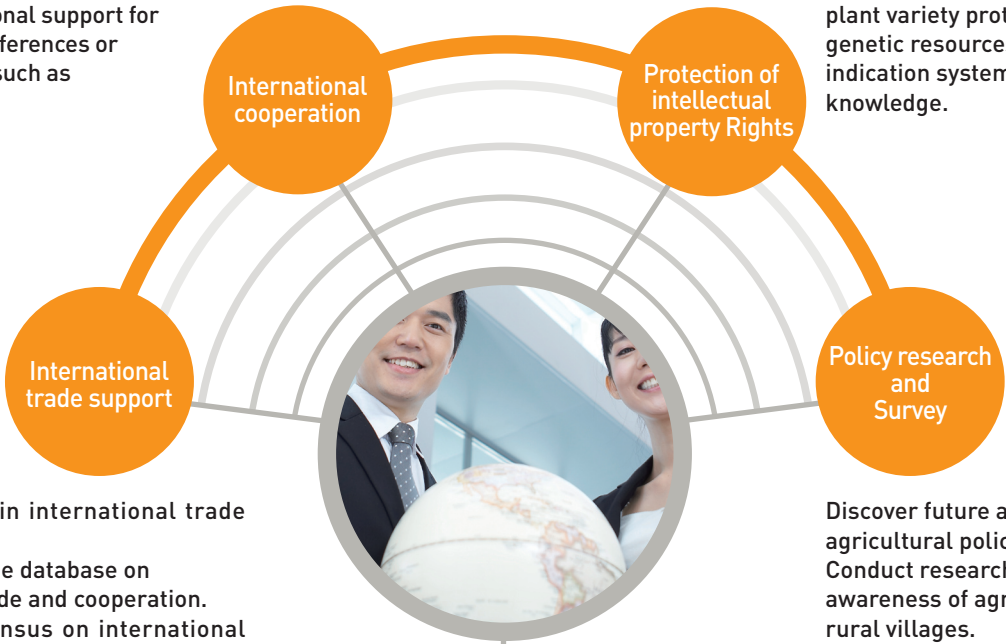 onal support for
ferences or
such as
International
cooperation
Protection of
intellectual
property Rights
plant variety prot
genetic resource
indication system
knowledge.
International
trade support
Policy research
and
Survey
in international trade
e database on
de and cooperation.
nsus on international
Discover future a
agricultural polic
Conduct research
awareness of agr
rural villages.